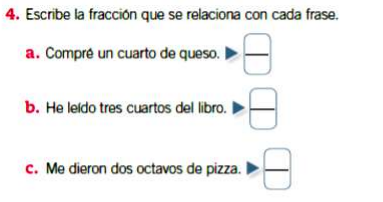 4. Escribe la fracción que se relaciona con cada frase.
a. Compré un cuarto de queso.
b. He leído tres cuartos del libro.
c. Me dieron dos octavos de pizza.